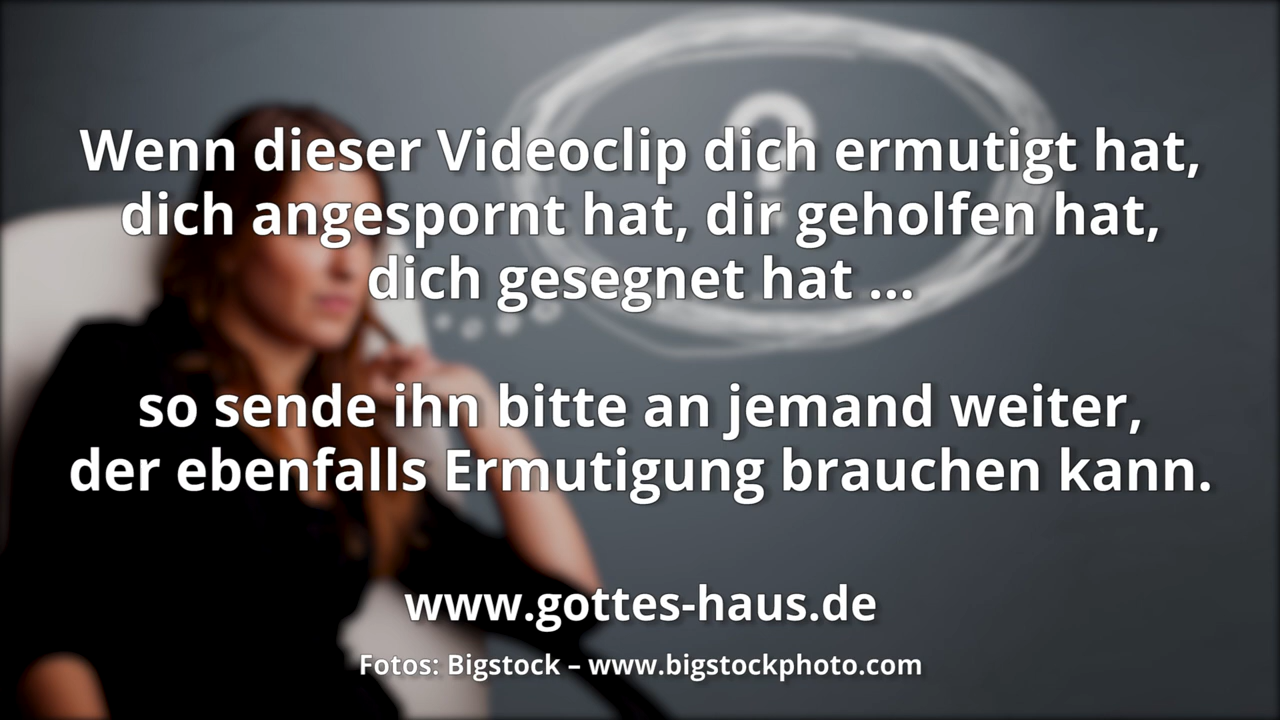 Wenn dieser Videoclip dich ermutigt hat,
dich angespornt hat, dir geholfen hat,
dich gesegnet hat ...
so sende ihn bitte an jemand weiter,
der ebenfalls Ermutigung brauchen kann.
www.gottes-haus.de
Fotos: Bigstock – www.bigstockphoto.com